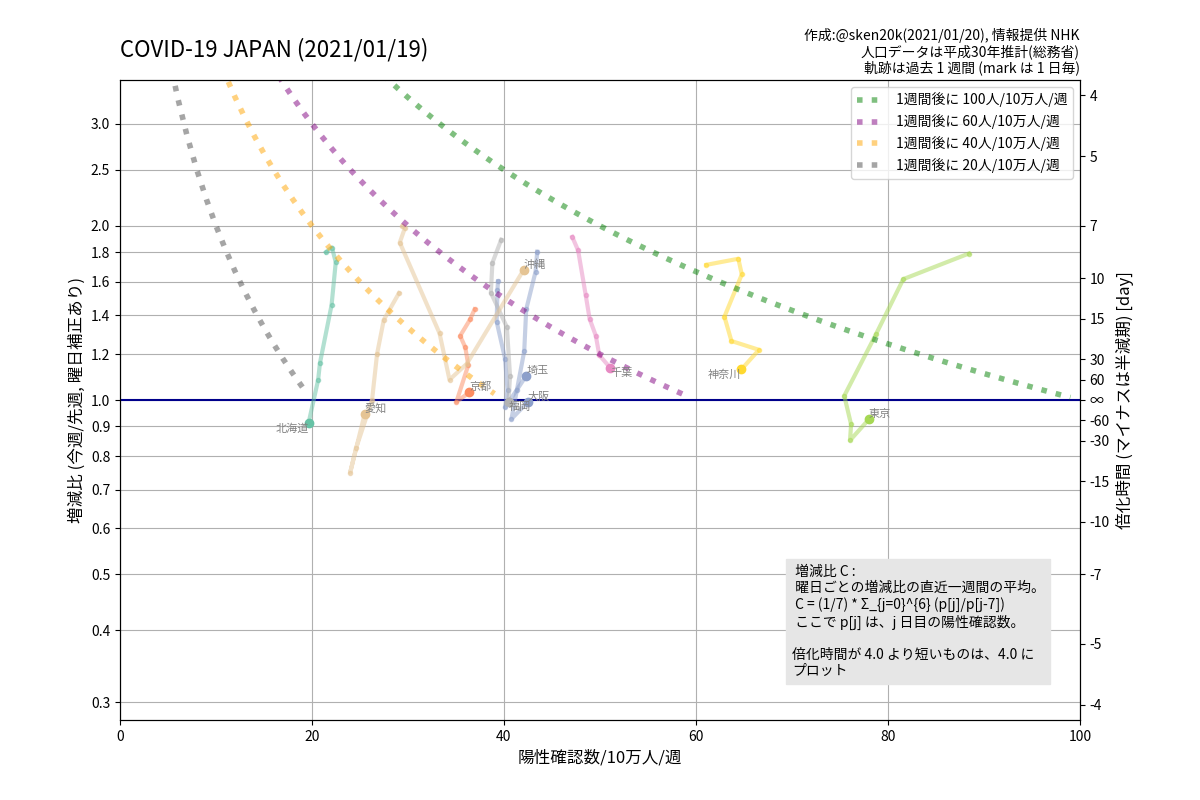 COVID-19 JAPAN (2021/01/19)
作成:@sken20k(2021/01/20), 情報提供 NHK
人口データは平成30年推計(総務省)
軌跡は過去 1 週間 (mark は 1 日毎)
1週間後に 100人/10万人/週
1週間後に 60人/10万人/週
1週間後に 40人/10万人/週
1週間後に 20人/10万人/週
3.0
2.5
2.0
1.8
1.6
1.4
1.2
1.0
0.9
0.8
0.7
0.6
0.5
0.4
0.3
増減比 (今週/先週, 曜日補正あり)
4
5
7
10
15
30
60
∞
-60
-30
-15
-10
-7
-5
-4
倍化時間 (マイナスは半減期) [day]
沖縄
埼玉
千葉
神奈川
京都
大阪
福岡
愛知
東京
北海道
増減比 C :
曜日ごとの増減比の直近一週間の平均。
C = (1/7) * Σ_{j=0}^{6} (p[j]/p[j-7])
ここで p[j] は、j 日目の陽性確認数。
倍化時間が 4.0 より短いものは、4.0 に
プロット
0
20
40
60
80
100
陽性確認数/10万人/週